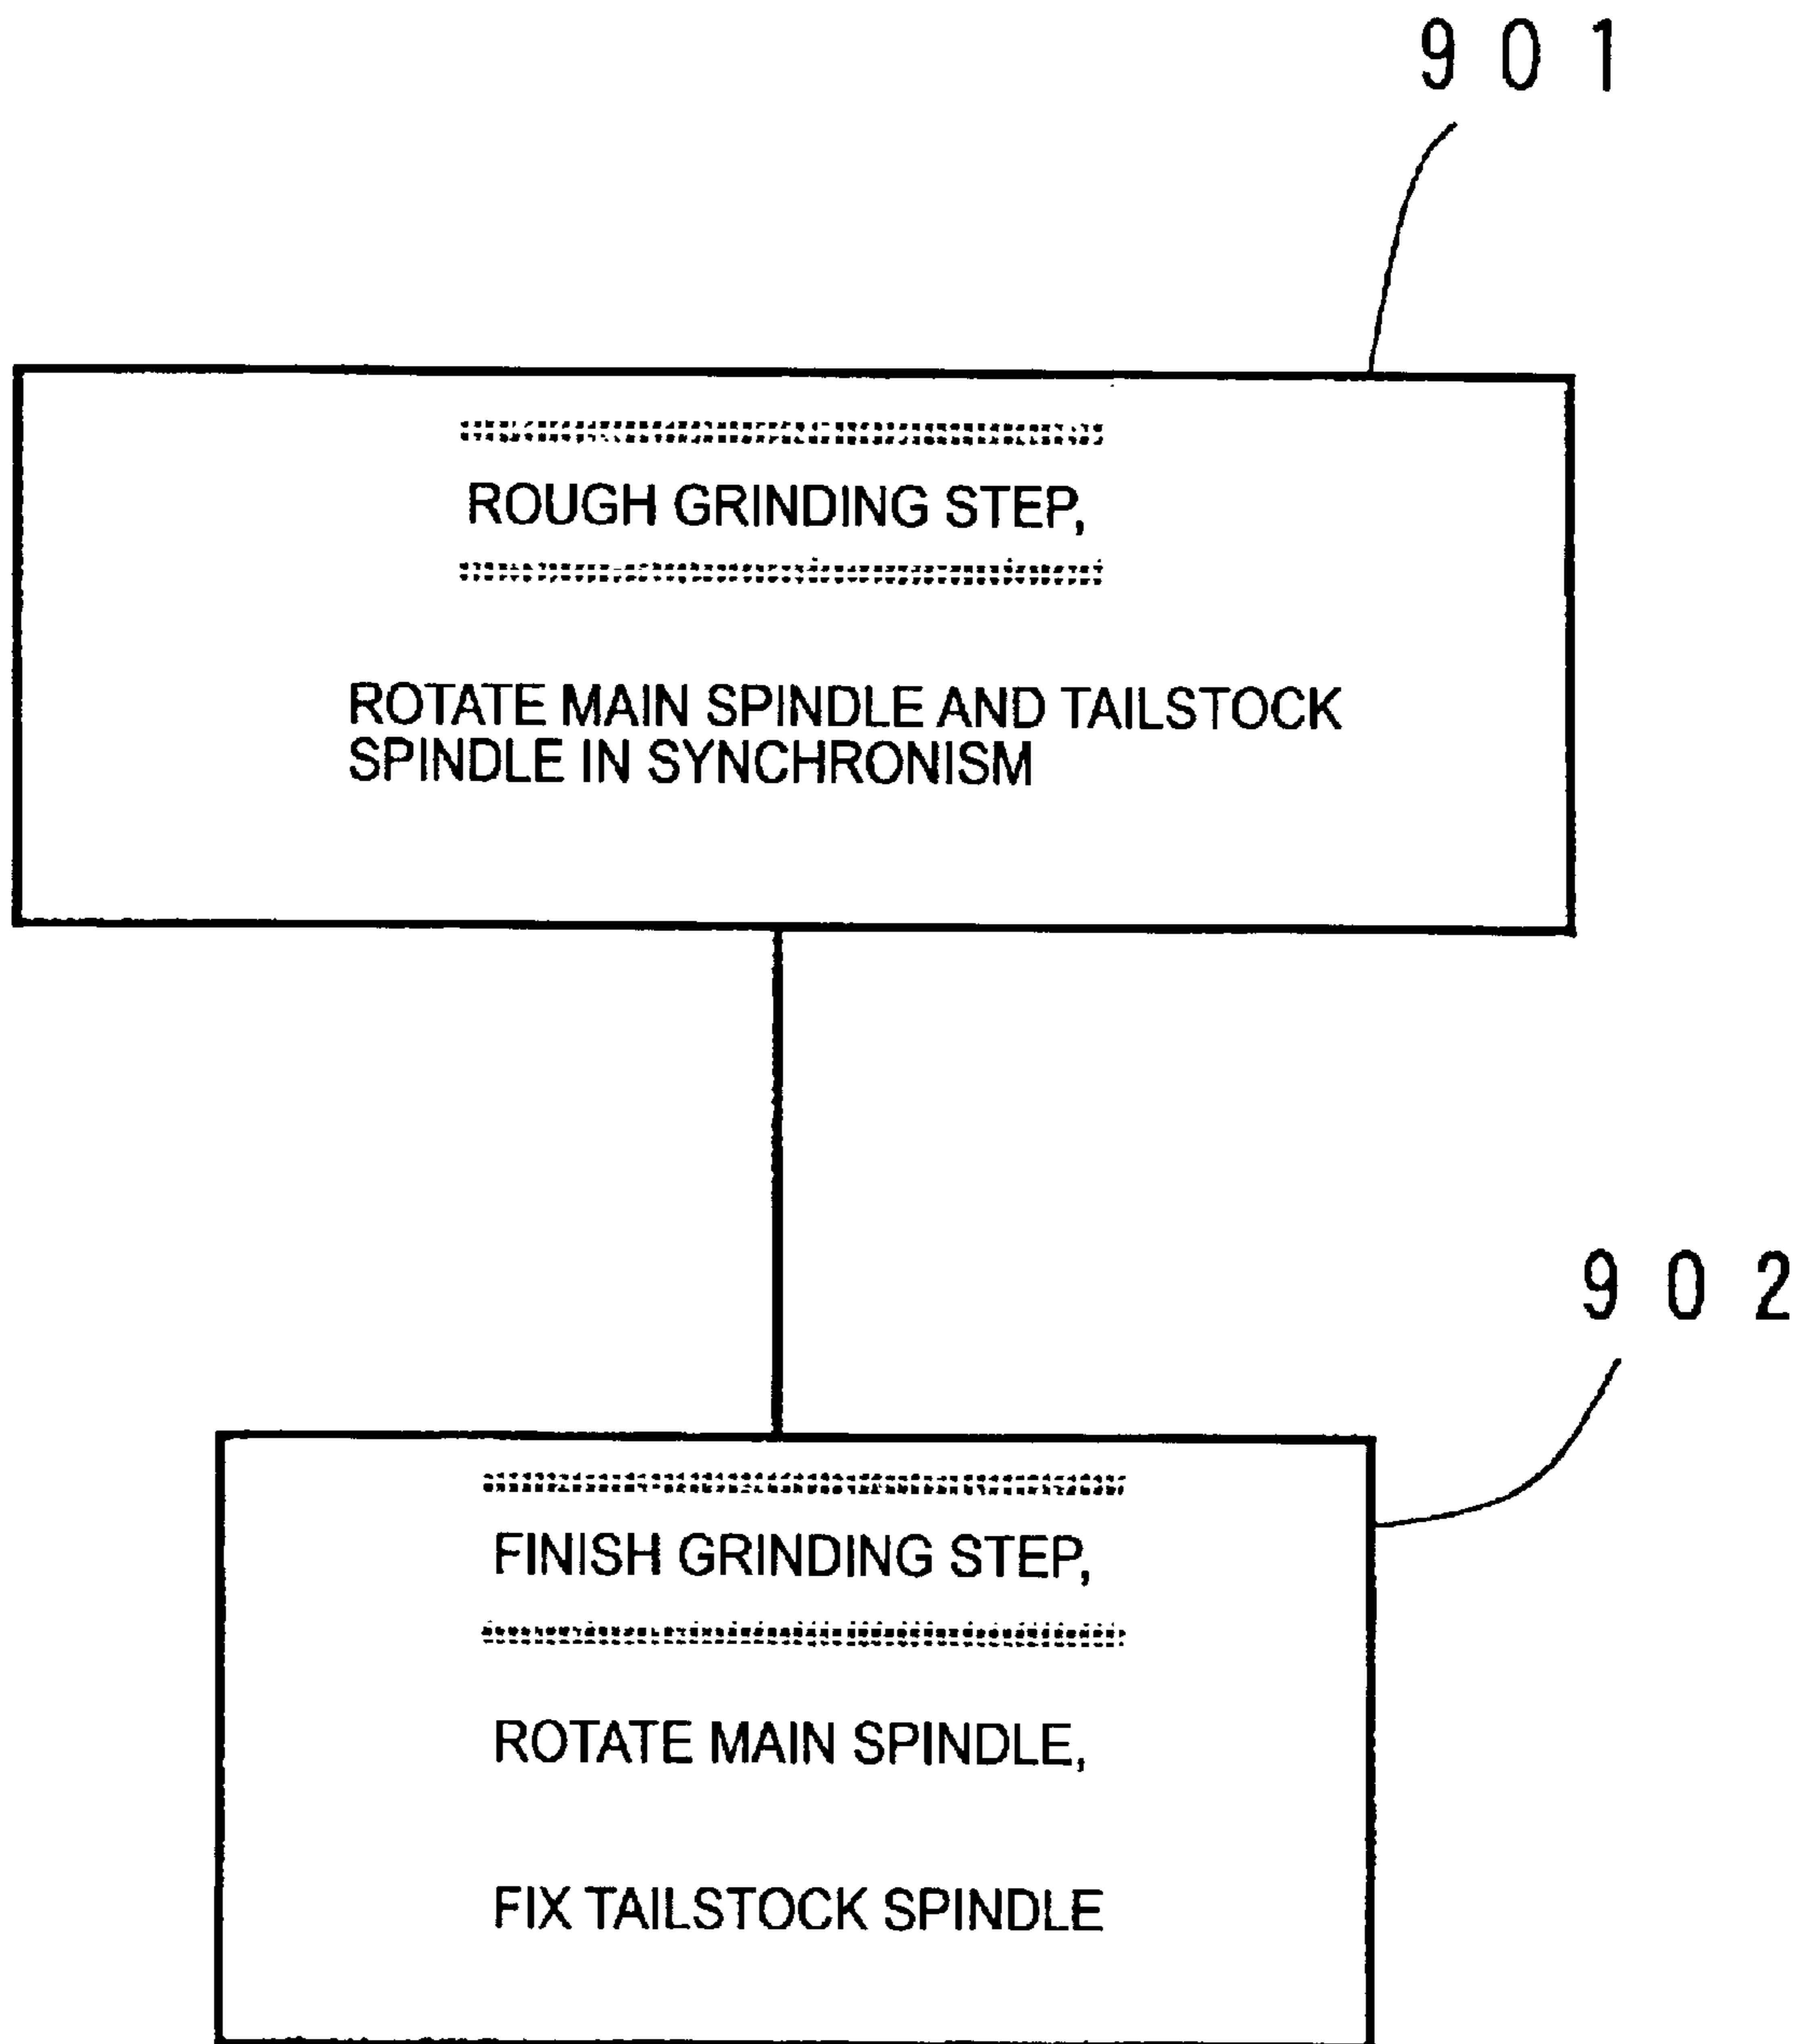 901
ROUGH GRINDING STEP,
ROTATE MAIN SPINDLE AND TAILSTOCK
SPINDLE IN SYNCHRONISM
902
FINISH GRINDING STEP,
ROTATE MAIN SPINDLE,
FIX TAILSTOCK SPINDLE